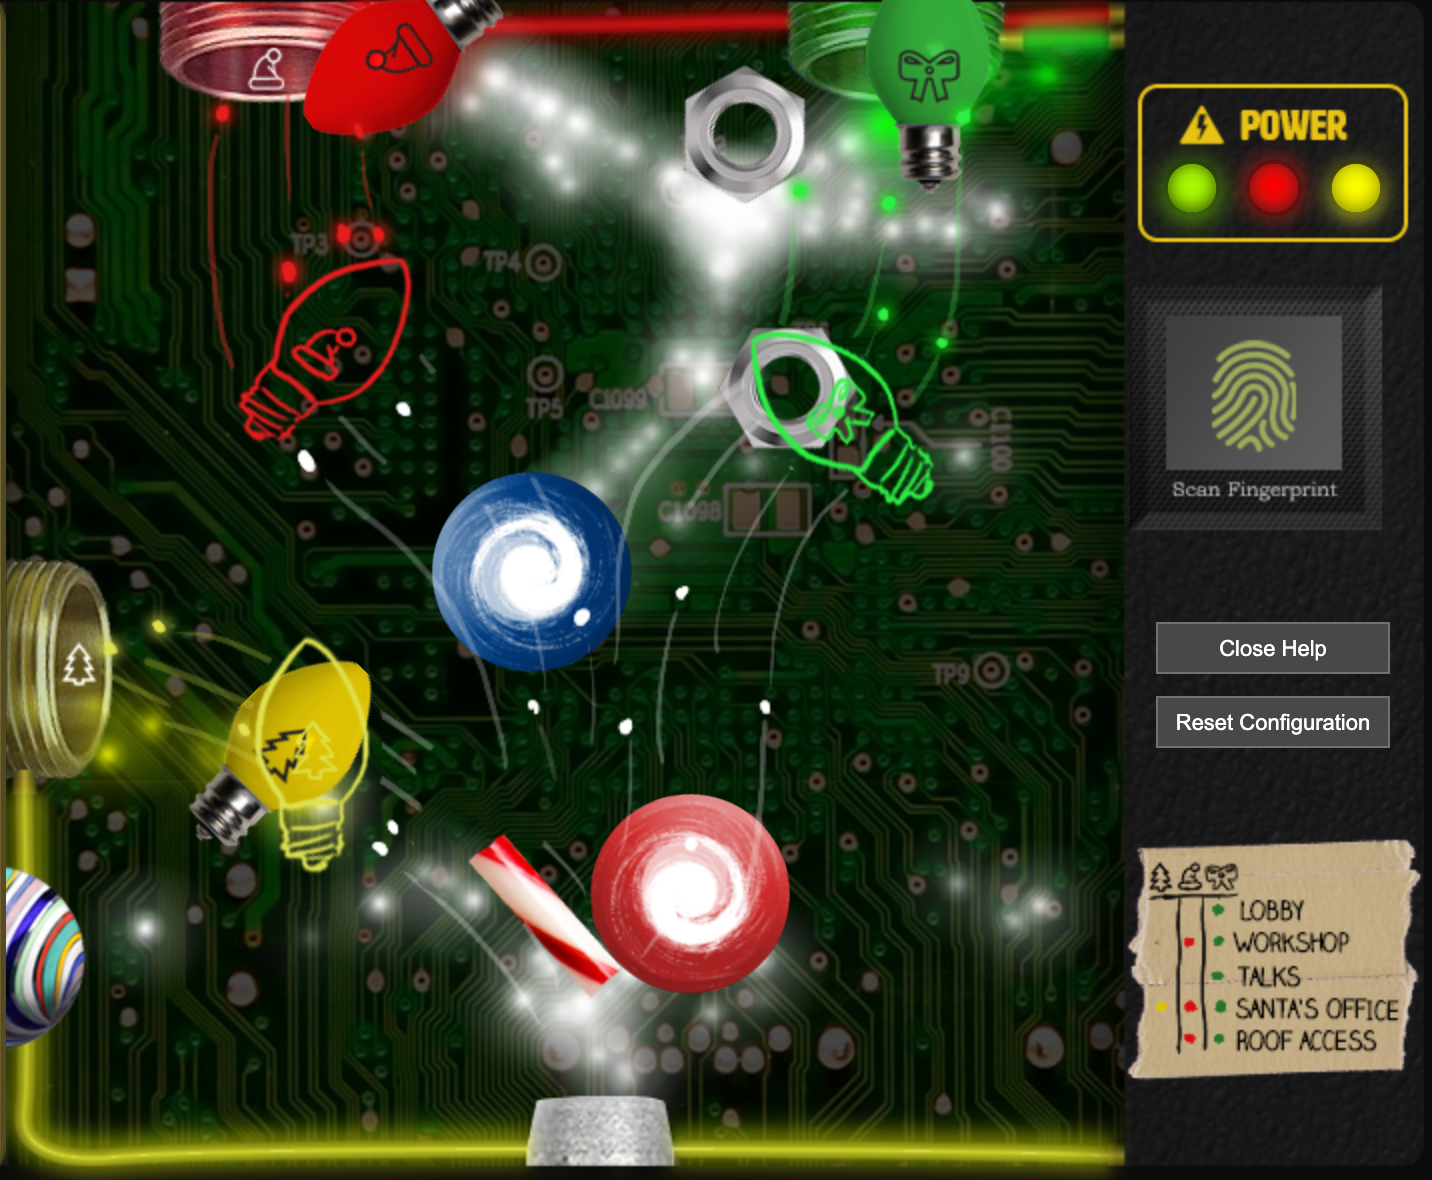 POWER
TP3
TP4
TP5
C1099
C1100
C1098
Scan Fingerprint
Close Help
TP9
Reset Configuration
LOBBY
WORKSHOP
TALKS
SANTA'S OFFICE
ROOF ACCESS